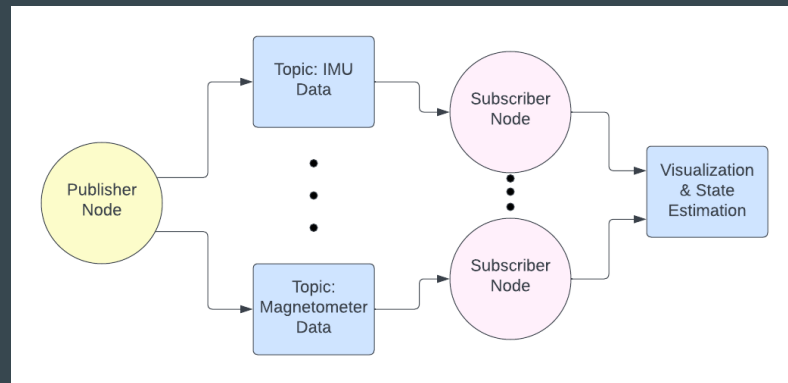 Publisher
Node
Topic: IMU
Data
Topic:
Magnetometer
Data
Subscriber
Node
Subscriber
Node
Visualization
& State
Estimation